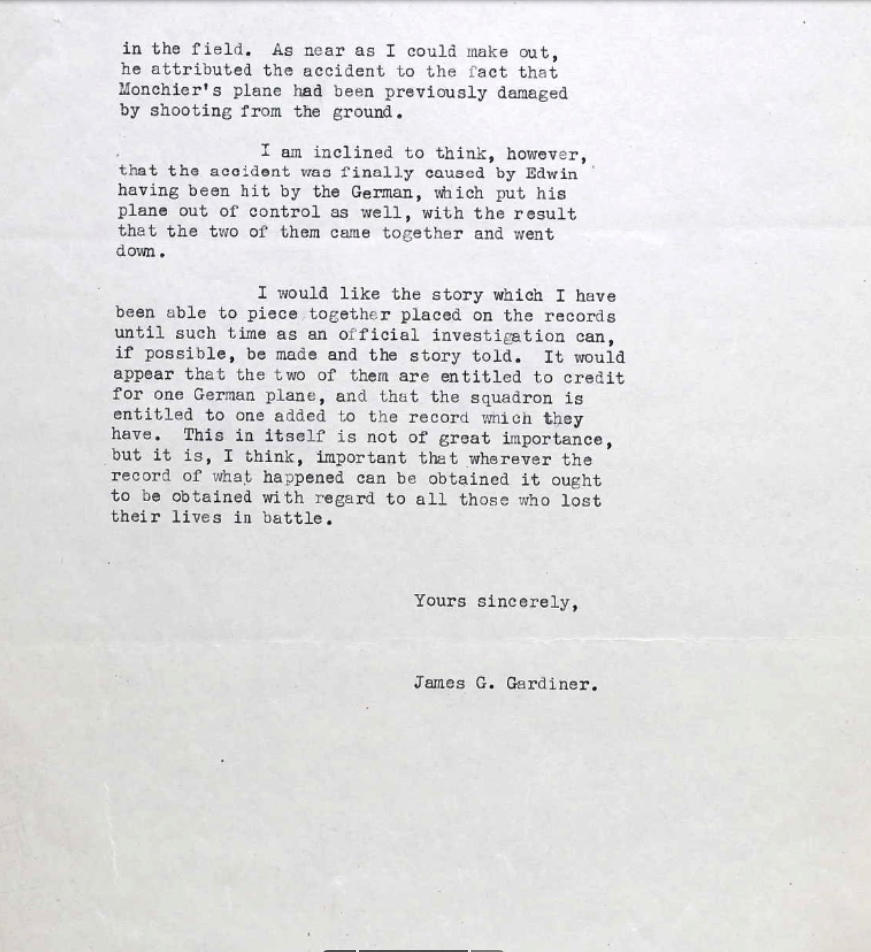 in the field.  As near as I could make out,
he attributed the accident to the fact that
Monchier's plane had been previously damaged
by shooting from the ground.
I am inclined to think, however,
that the accident was finally caused by Edwin
having been hit by the German, which put his
plane out of control as well, with the result
that the two of them came together and went
down.
I would like the story which I have
been able to piece together placed on the records
until such time as an official investigation can,
if possible, be made and the story told.  It would
appear that the two of them are entitled to credit
for one German plane, and that the squadron is
entitled to one added to the record which they
have.  This in itself is not of great importance,
but it is, I think, important that wherever the
record of what happened can be obtained it ought
to be obtained with regard to all those who lost
their lives in battle.
Yours sincerely,
James G. Gardiner.